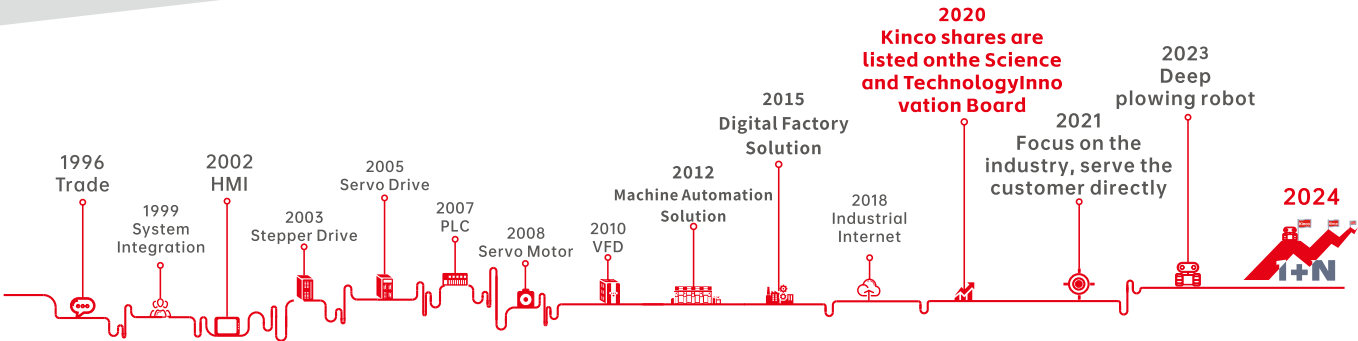 1996
Trade
1999
System
Integration
2002
HMI
2003
Stepper Drive
2005
Servo Drive
2007
PLC
2008
Servo Motor
2010
VFD
2012
Machine Automation
Solution
2015
Digital Factory
Solution
2018
Industrial
Internet
2020
Kinco shares are
listed onthe Science
and TechnologyInno
vation Board
2021
Focus on the
industry, serve the
customer directly
2023
Deep
plowing robot
2024
1+N